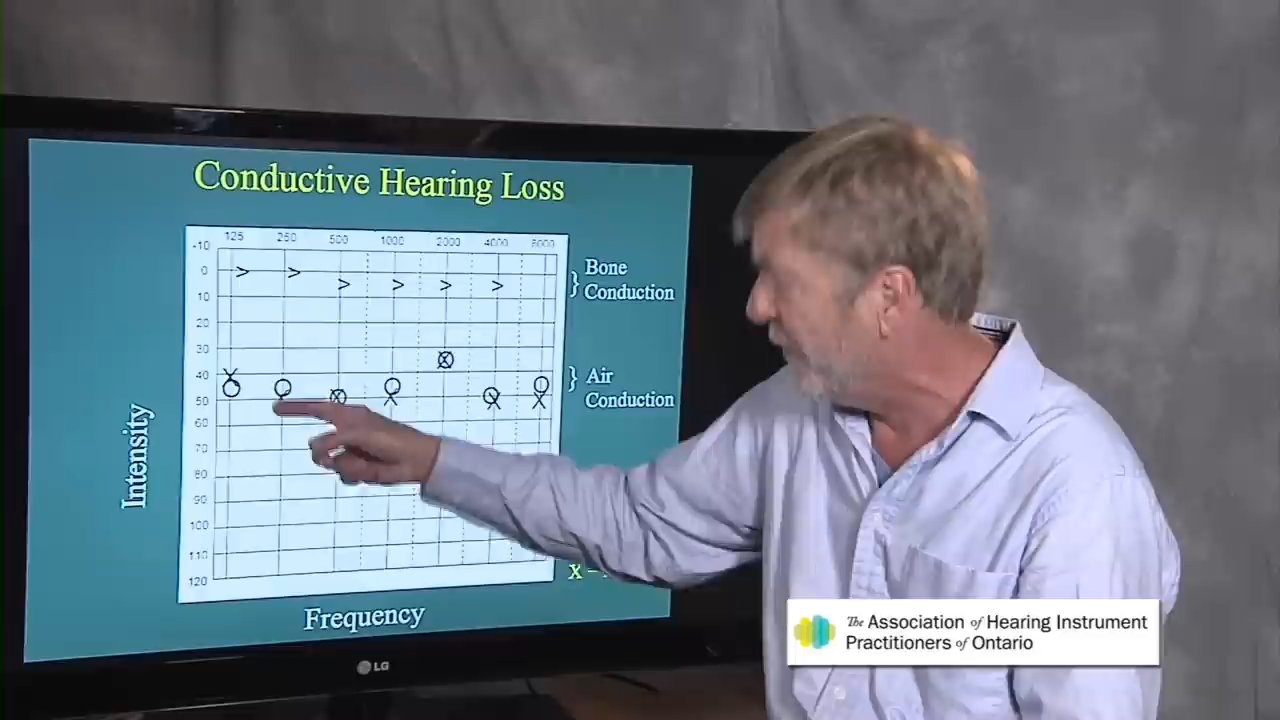 Conductive Hearing Loss
125 250 500 1000 2000 4000 8000
-10
0
10
20
30
40
50
60
70
80
90
100
110
120
Bone
Conduction
Air
Conduction
Intensity
Frequency
X -
LG
The Association of Hearing Instrument
Practitioners of Ontario